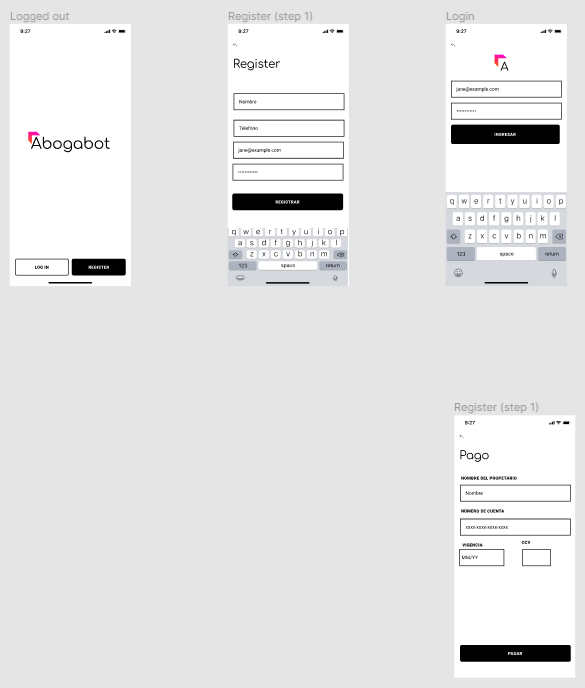 Logged out
9:27
Abogabot
LOG IN
REGISTER
Register (step 1)
9:27
Register
Nombre
Telefono
jane@example.com
REGISTRAR
q w e r t y u i o p
a s d f g h j k l
z x c v b n m
123 space return
Login
9:27
A
jane@example.com
INGRESAR
q w e r t y u i o p
a s d f g h j k l
z x c v b n m
123 space return
Register (step 1)
9:27
Pago
NOMBRE DEL PROPIETARIO
Nombre
NÚMERO DE CUENTA
xxxx-xxxx-xxxx-xxxx
VIGENCIA CCV
MM/YY
PAGAR